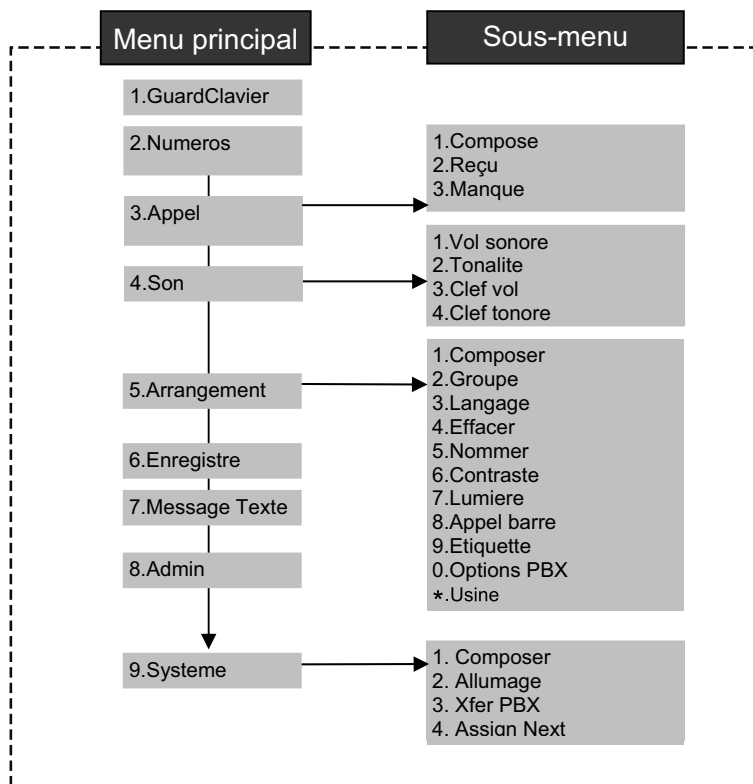 Menu principal
Sous-menu
1.GuardClavier
2.Numeros
3.Appel
1.Compose
2.Reçu
3.Manque
4.Son
1.Vol sonore
2.Tonalite
3.Clef vol
4.Clef tonore
5.Arrangement
1.Composer
2.Groupe
3.Langage
4.Effacer
5.Nommer
6.Contraste
7.Lumiere
8.Appel barre
9.Etiquette
0.Options PBX
*.Usine
6.Enregistre
7.Message Texte
8.Admin
9.Systeme
1. Composer
2. Allumage
3. Xfer PBX
4. Assign Next